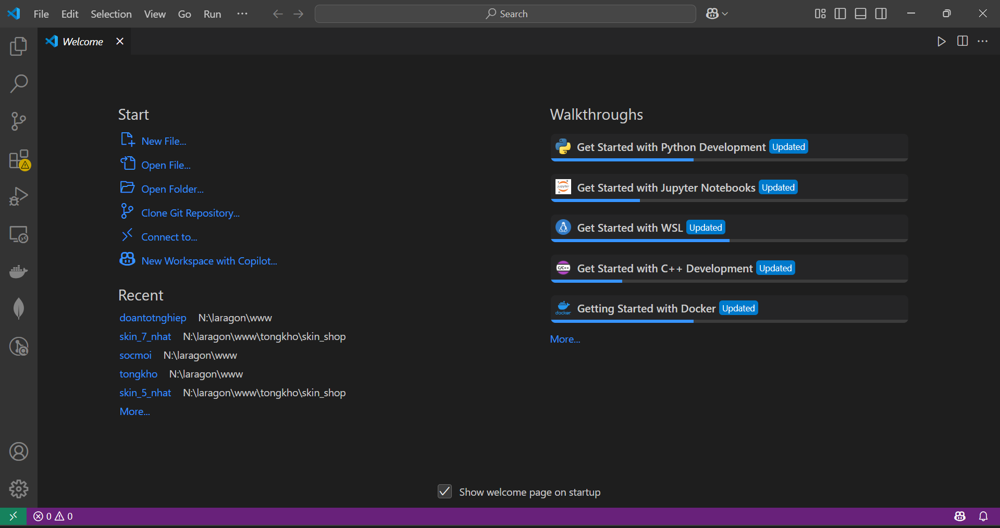 File Edit Selection View Go Run ··· Search
Welcome
Start
New File...
Open File...
Open Folder...
Clone Git Repository...
Connect to...
New Workspace with Copilot...
Recent
doantotnghiep N:\laragon\www
skin_7_nhat N:\laragon\www\tongkho\skin_shop
socmoi N:\laragon\www
tongkho N:\laragon\www
skin_5_nhat N:\laragon\www\tongkho\skin_shop
More...
Walkthroughs
Get Started with Python Development Updated
jupyter Get Started with Jupyter Notebooks Updated
Get Started with WSL Updated
C/C++ Get Started with C++ Development Updated
docker Getting Started with Docker Updated
More...
Show welcome page on startup
0 0